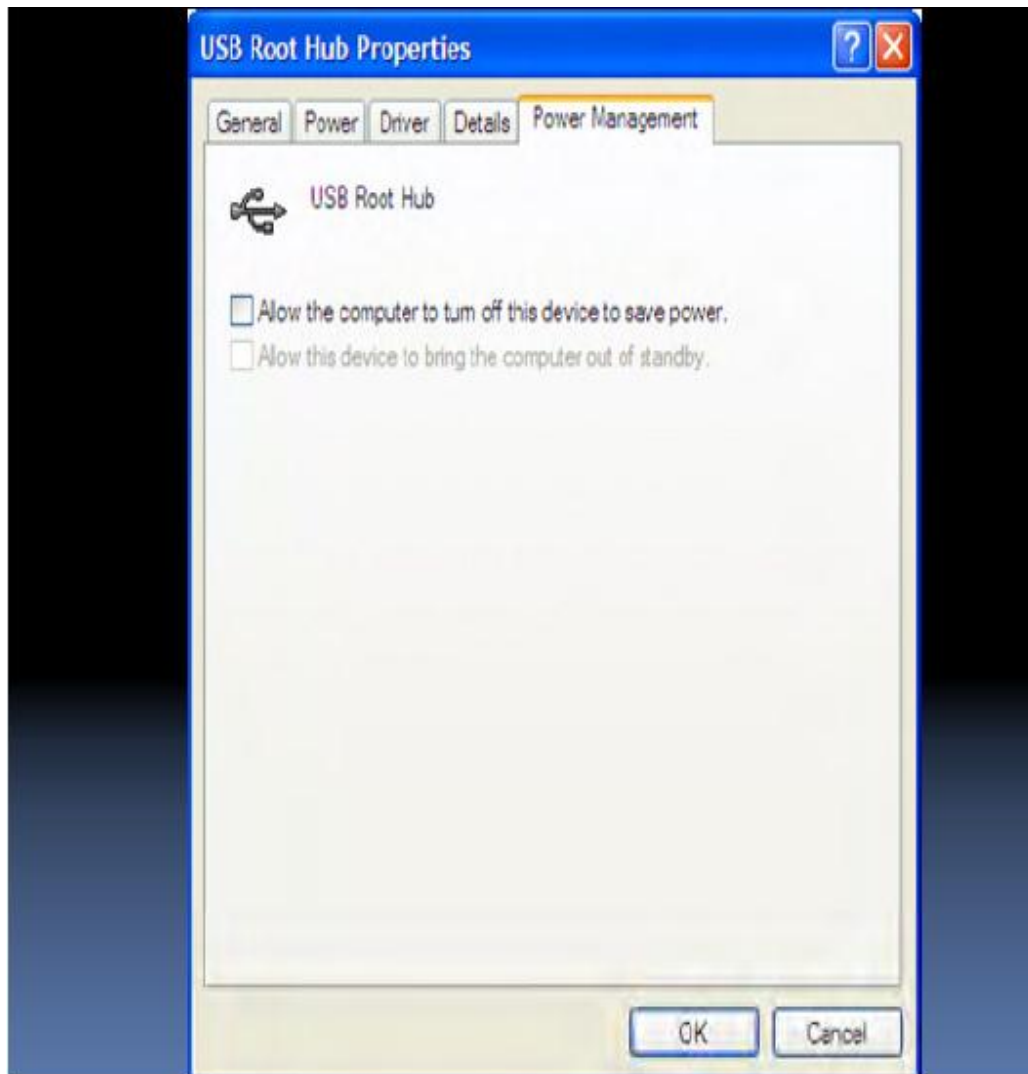 USB Root Hub Properties
General Power Driver Details Power Management
USB Root Hub
Allow the computer to turn off this device to save power.
Allow this device to bring the computer out of standby.
OK Cancel